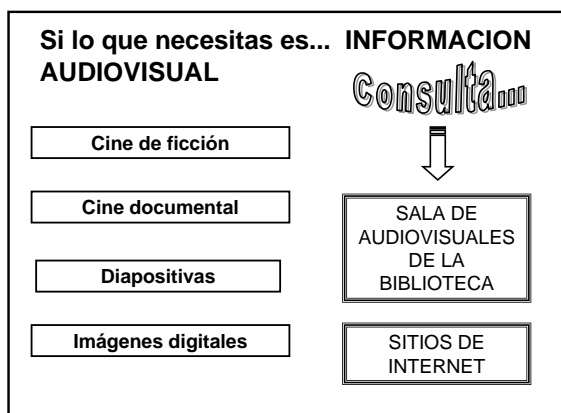 Si lo que necesitas es... INFORMACION
AUDIOVISUAL
Consulta...
Cine de ficción
Cine documental
Diapositivas
Imágenes digitales
SALA DE
AUDIOVISUALES
DE LA
BIBLIOTECA
SITIOS DE
INTERNET